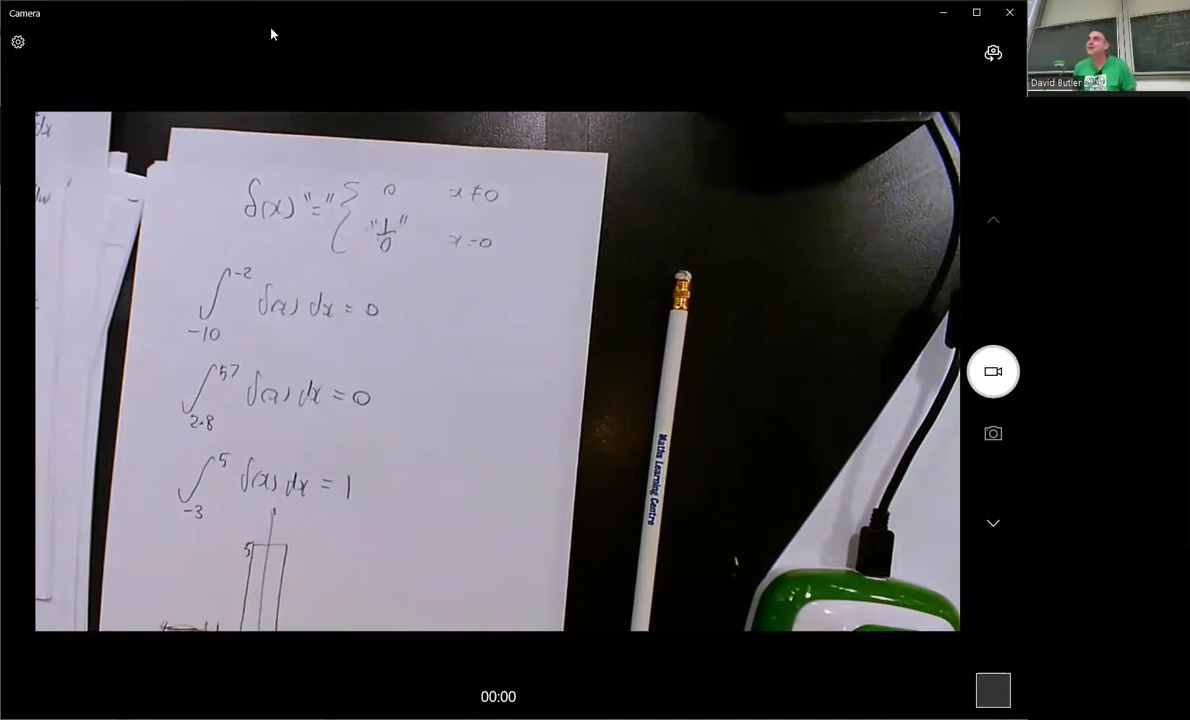 Camera
David Butler
dx
δ(x) "=" { 0 x ≠ 0
"1/0" x = 0
∫_{-10}^{-2} δ(x) dx = 0
∫_{2.8}^{57} δ(x) dx = 0
∫_{-3}^{5} δ(x) dx = 1
5
Maths Learning Centre
00:00